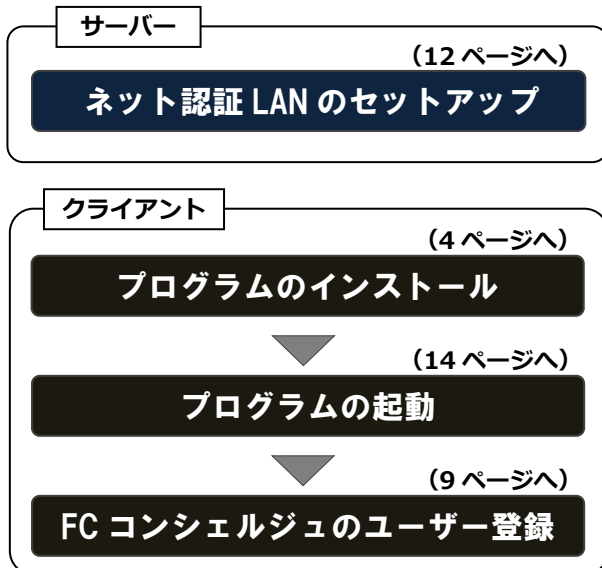 サーバー
（12 ページへ）
ネット認証 LAN のセットアップ
クライアント
（4 ページへ）
プログラムのインストール
（14 ページへ）
プログラムの起動
（9 ページへ）
FC コンシェルジュのユーザー登録